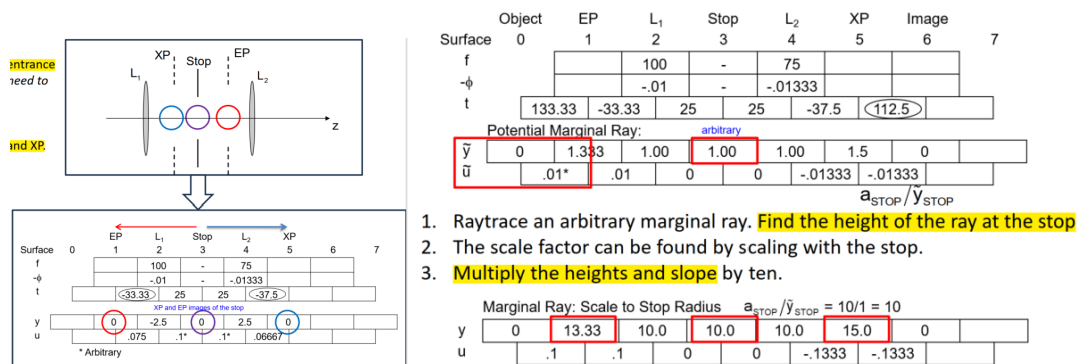 entrance
need to
and XP.
XP
Stop
EP
L1
L2
z
EP L1 Stop L2 XP
Surface 0 1 2 3 4 5 6 7
f 100 - 75
-ϕ -.01 - -.01333
t -33.33 25 25 -37.5
XP and EP images of the stop
y 0 -2.5 0 2.5 0
u .075 .1* .1* .06667
* Arbitrary
Object EP L1 Stop L2 XP Image
Surface 0 1 2 3 4 5 6 7
f 100 - 75
-ϕ -.01 - -.01333
t 133.33 -33.33 25 25 -37.5 112.5
Potential Marginal Ray: arbitrary
ỹ 0 1.333 1.00 1.00 1.00 1.5 0
ũ .01* .01 0 0 -.01333 -.01333
aSTOP/ỹSTOP
1. Raytrace an arbitrary marginal ray. Find the height of the ray at the stop
2. The scale factor can be found by scaling with the stop.
3. Multiply the heights and slope by ten.
Marginal Ray: Scale to Stop Radius aSTOP/ỹSTOP = 10/1 = 10
y 0 13.33 10.0 10.0 10.0 15.0 0
u .1 .1 0 0 -.1333 -.1333